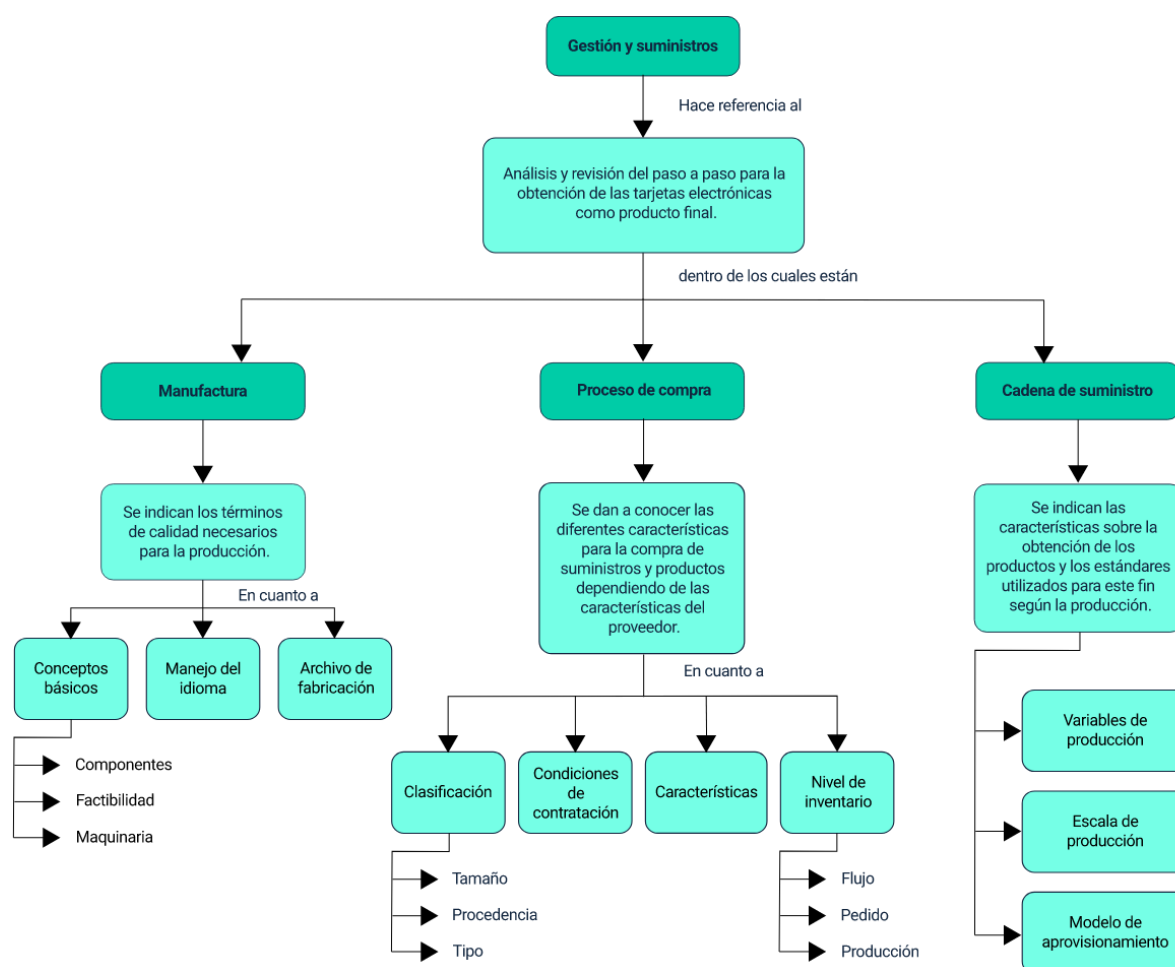 Gestión y suministros
Hace referencia al
Análisis y revisión del paso a paso para la
obtención de las tarjetas electrónicas
como producto final.
dentro de los cuales están
Manufactura
Proceso de compra
Cadena de suministro
Se indican los términos
de calidad necesarios
para la producción.
En cuanto a
Conceptos
básicos
Manejo del
idioma
Archivo de
fabricación
Componentes
Factibilidad
Maquinaria
Se dan a conocer las
diferentes características
para la compra de
suministros y productos
dependiendo de las
características del
proveedor.
En cuanto a
Clasificación
Condiciones
de
contratación
Características
Nivel de
inventario
Tamaño
Procedencia
Tipo
Flujo
Pedido
Producción
Se indican las
características sobre la
obtención de los
productos y los estándares
utilizados para este fin
según la producción.
Variables de
producción
Escala de
producción
Modelo de
aprovisionamiento